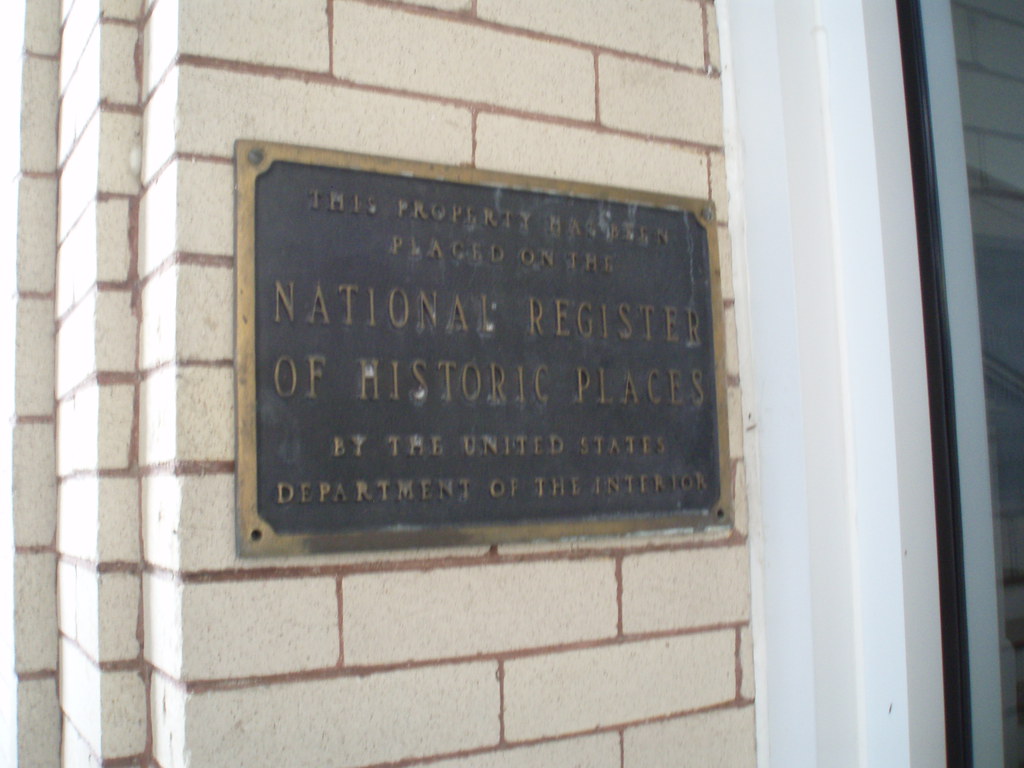 THIS PROPERTY HAS BEEN
PLACED ON THE
NATIONAL REGISTER
OF HISTORIC PLACES
BY THE UNITED STATES
DEPARTMENT OF THE INTERIOR